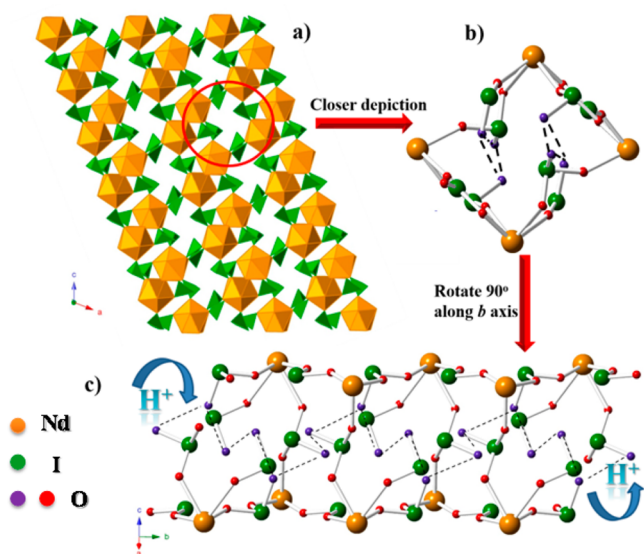 a)
b)
Closer depiction
c
a
Rotate 90°
along b axis
c)
H+
Nd
I
O
H+
c
b
a